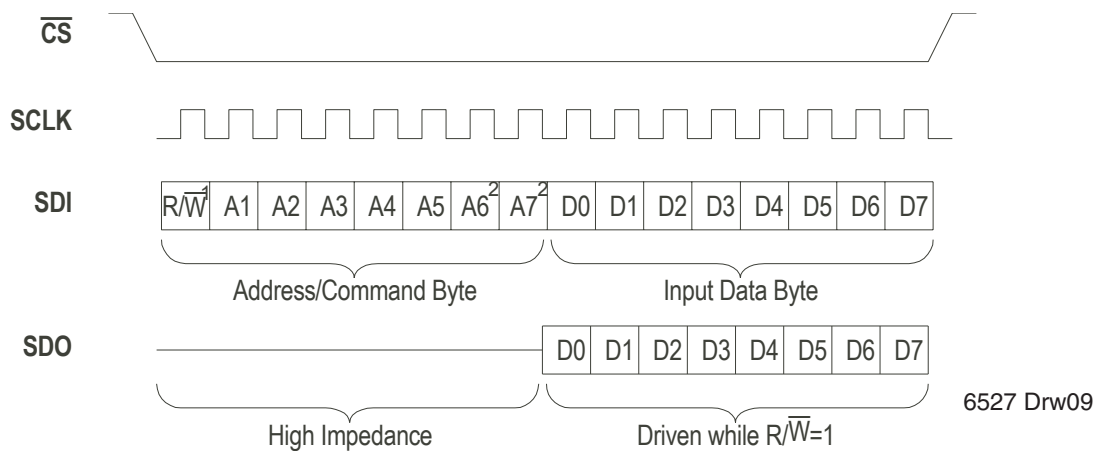 C̅S̅
SCLK
SDI R/W̅¹ A1 A2 A3 A4 A5 A6² A7² D0 D1 D2 D3 D4 D5 D6 D7
Address/Command Byte Input Data Byte
SDO D0 D1 D2 D3 D4 D5 D6 D7
6527 Drw09
High Impedance Driven while R/W̅=1